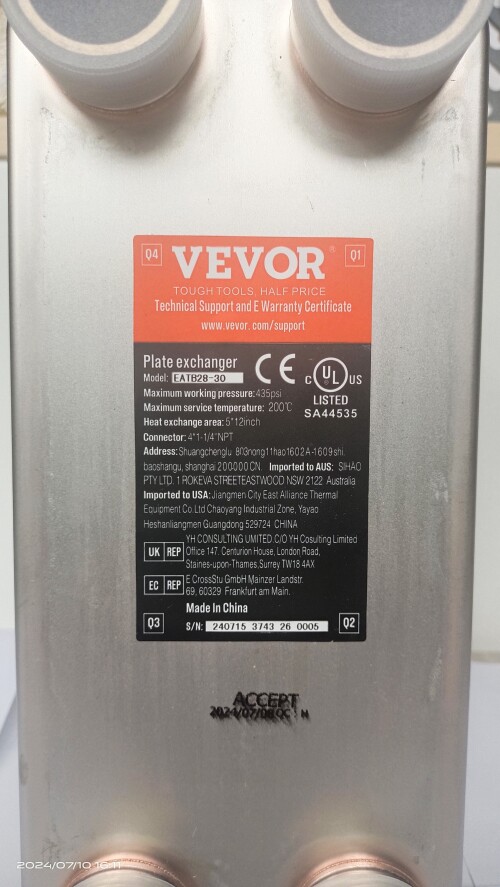 Q4 VEVOR Q1
TOUGH TOOLS, HALF PRICE
Technical Support and E Warranty Certificate
www.vevor.com/support
Plate exchanger
Model: EATB28-30
CE
C UL US
LISTED
SA44535
Maximum working pressure: 435psi
Maximum service temperature: 200℃
Heat exchange area: 5*12inch
Connector: 4*1-1/4"NPT
Address: Shuangchenglu 803nong11hao1602A-1609shi.
baoshangu, shanghai 200000CN. Imported to AUS: SIHAO
PTY LTD. 1 ROKEVA STREETEASTWOOD NSW 2122 Australia
Imported to USA: Jiangmen City East Alliance Thermal
Equipment Co.Ltd Chaoyang Industrial Zone, Yayao
Heshanliangmen Guangdong 529724 CHINA
UK REP
YH CONSULTING UMITED.C/O YH Cosulting Limited
Office 147. Centurion House, London Road,
Staines-upon-Thames,Surrey TW18 4AX
EC REP
E CrossStu GmbH Mainzer Landstr.
69, 60329 Frankfurt am Main.
Made In China
Q3 S/N: 240715 3743 26 0005 Q2
ACCEPT
2024/07/08 QC : H
2024/07/10 16:11